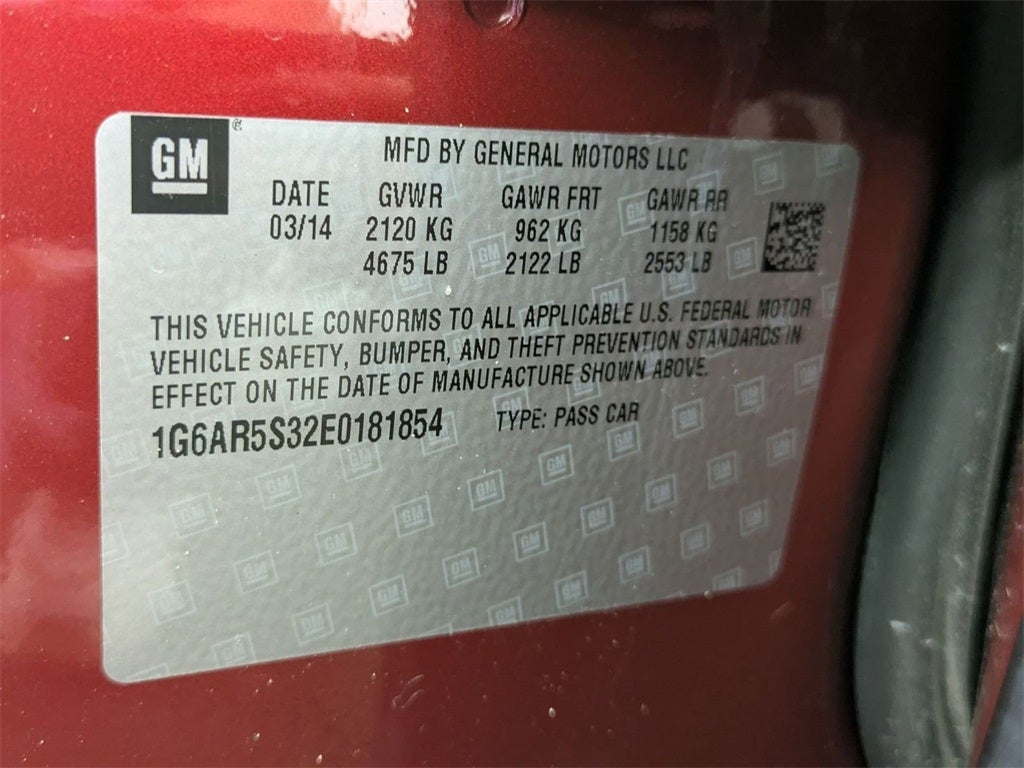 GM®
MFD BY GENERAL MOTORS LLC
DATE GVWR GAWR FRT GAWR RR
03/14 2120 KG 962 KG 1158 KG
4675 LB 2122 LB 2553 LB
THIS VEHICLE CONFORMS TO ALL APPLICABLE U.S. FEDERAL MOTOR
VEHICLE SAFETY, BUMPER, AND THEFT PREVENTION STANDARDS IN
EFFECT ON THE DATE OF MANUFACTURE SHOWN ABOVE.
1G6AR5S32E0181854 TYPE: PASS CAR